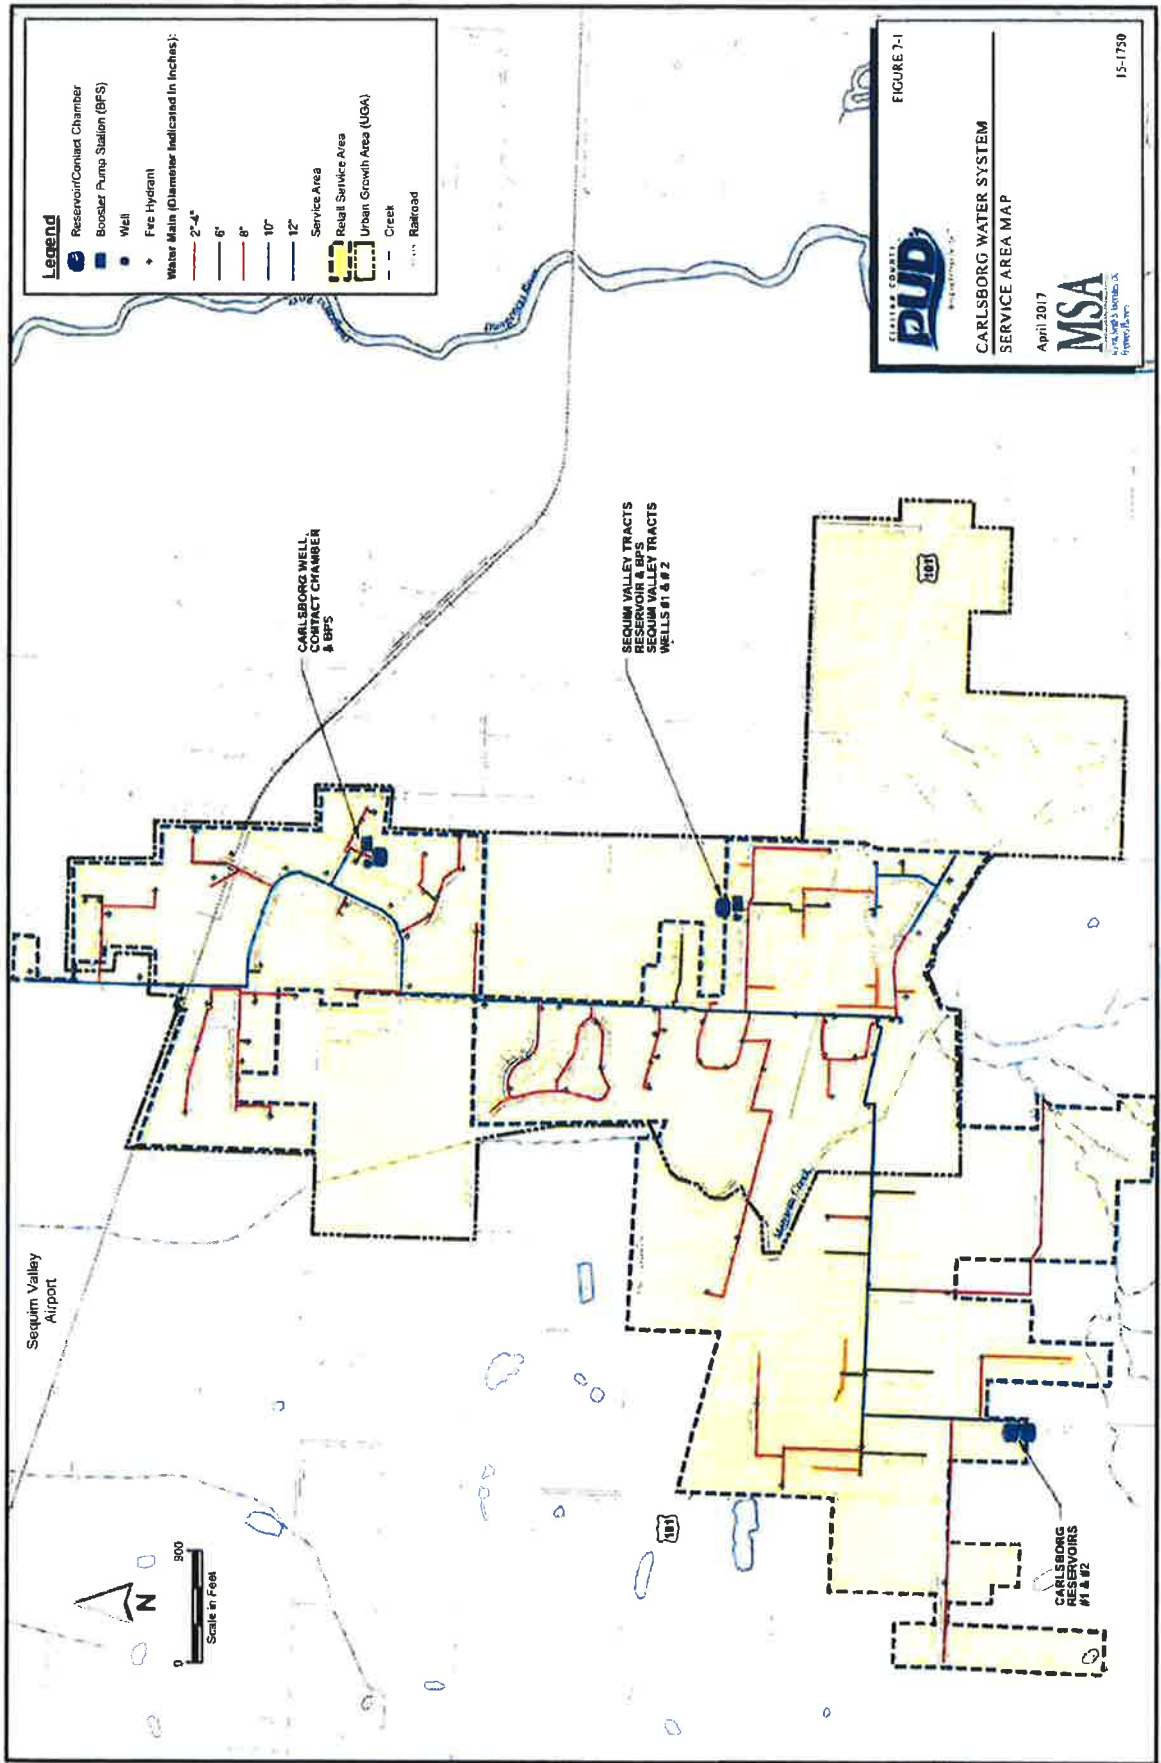 Legend
Reservoir/Contact Chamber
Booster Pump Station (BPS)
Well
Fire Hydrant
Water Main (Diameter Indicated in Inches):
2"-4"
6"
8"
10"
12"
Service Area
Retail Service Area
Urban Growth Area (UGA)
Creek
Railroad
Sequim Valley
Airport
N
0
900
Scale in Feet
CARLSBORG WELL,
CONTACT CHAMBER
& BPS
SEQUIM VALLEY TRACTS
RESERVOIR & BPS
SEQUIM VALLEY TRACTS
WELLS #1 & #2
101
101
CARLSBORG
RESERVOIRS
#1 & #2
FIGURE 7-1
CLALLAM COUNTY
PUD
CARLSBORG WATER SYSTEM
SERVICE AREA MAP
April 2017
MSA
15-1750